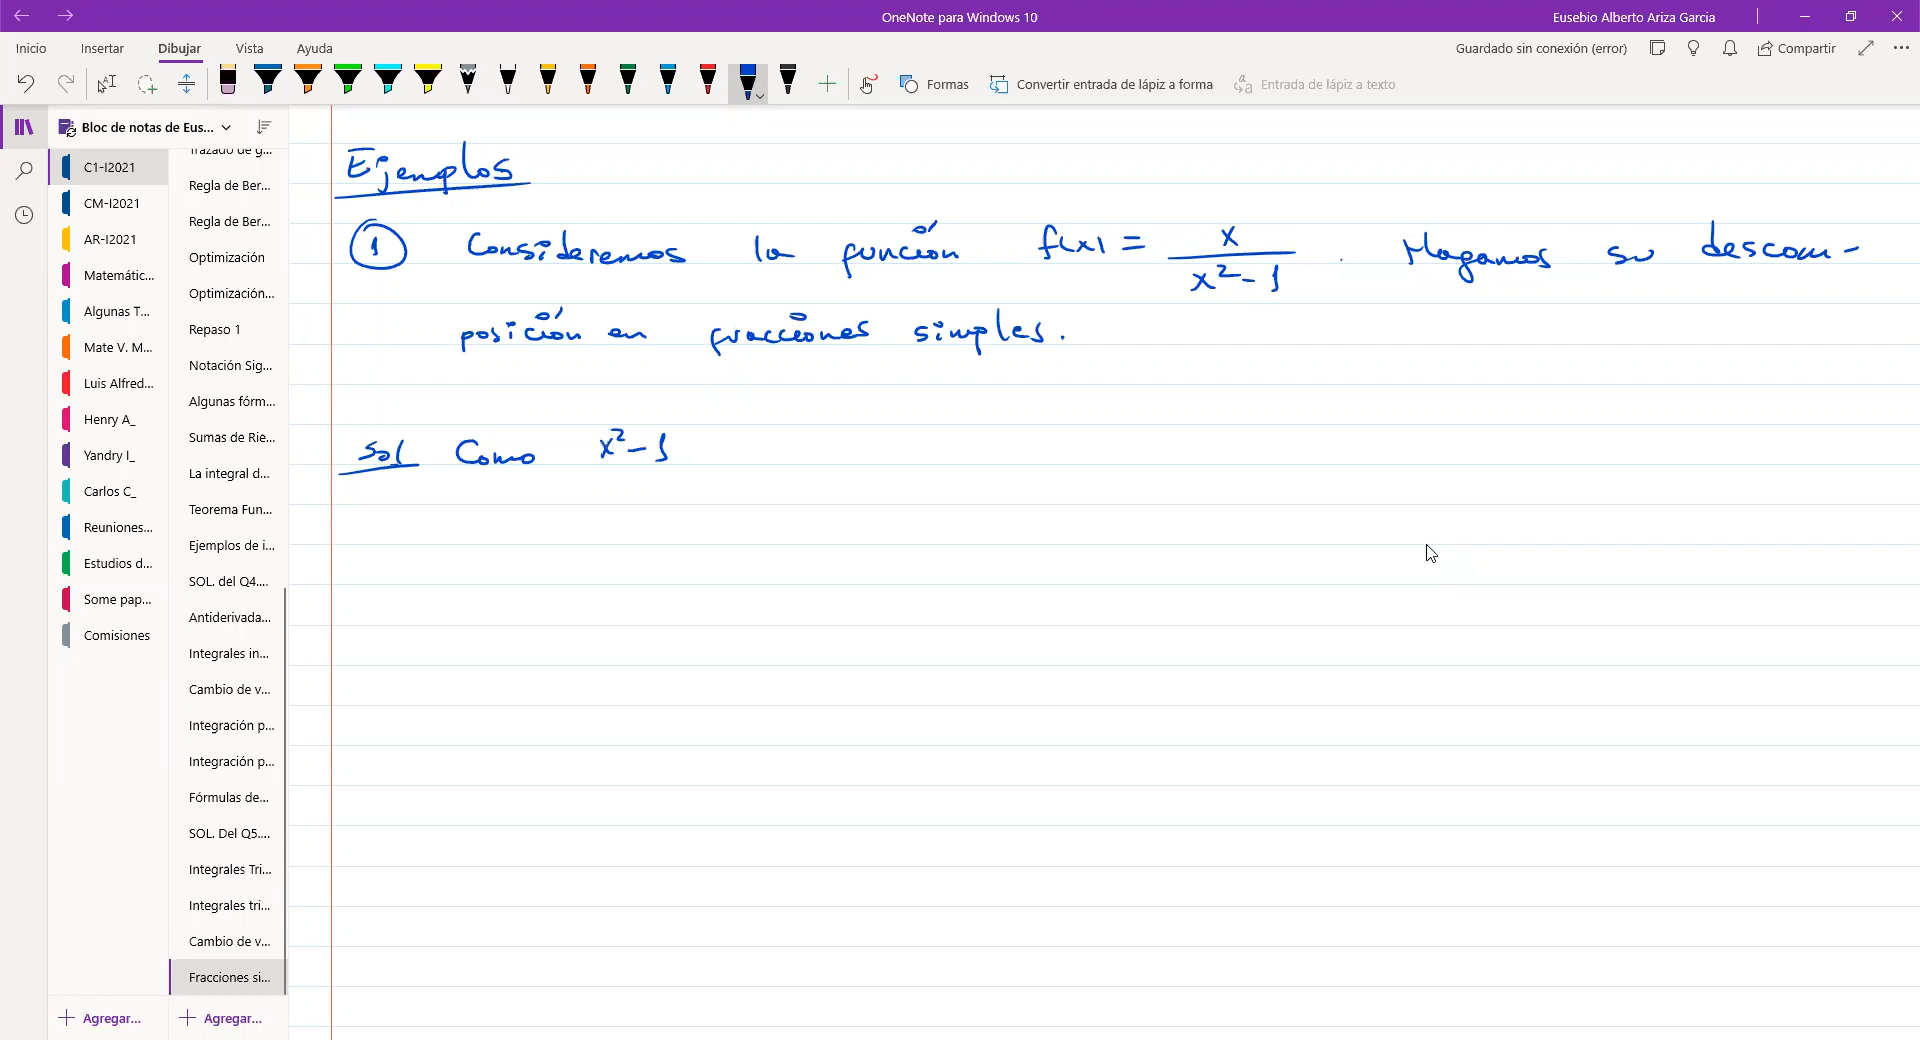 OneNote para Windows 10
Eusebio Alberto Ariza Garcia
Inicio
Insertar
Dibujar
Vista
Ayuda
Guardado sin conexión (error)
Compartir
Formas
Convertir entrada de lápiz a forma
Entrada de lápiz a texto
Bloc de notas de Eus...
C1-I2021
CM-I2021
AR-I2021
Matemátic...
Algunas T...
Mate V. M...
Luis Alfred...
Henry A_
Yandry I_
Carlos C_
Reuniones...
Estudios d...
Some pap...
Comisiones
Agregar...
Trazado de g...
Regla de Ber...
Regla de Ber...
Optimización
Optimización...
Repaso 1
Notación Sig...
Algunas fórm...
Sumas de Rie...
La integral d...
Teorema Fun...
Ejemplos de i...
SOL. del Q4....
Antiderivada...
Integrales in...
Cambio de v...
Integración p...
Integración p...
Fórmulas de...
SOL. Del Q5....
Integrales Tri...
Integrales tri...
Cambio de v...
Fracciones si...
Agregar...
Ejemplos
① Consideremos la función f(x) = x / (x² - 1) . Hagamos su descom-
posición en fracciones simples.
Sol Como x² - 1